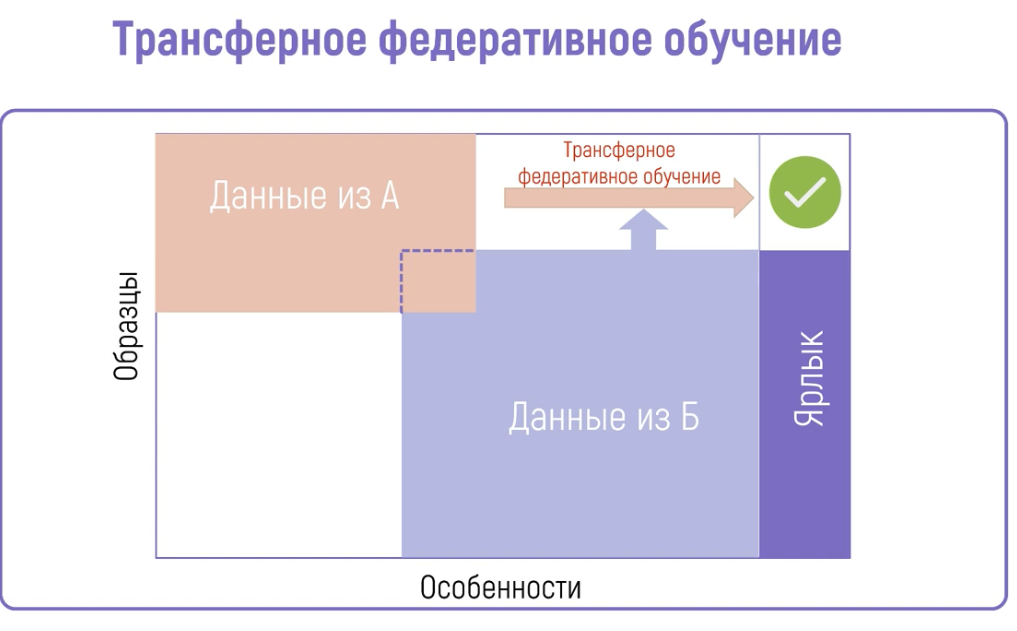 Трансферное федеративное обучение
Данные из А
Трансферное
федеративное обучение
Образцы
Данные из Б
Ярлык
Особенности